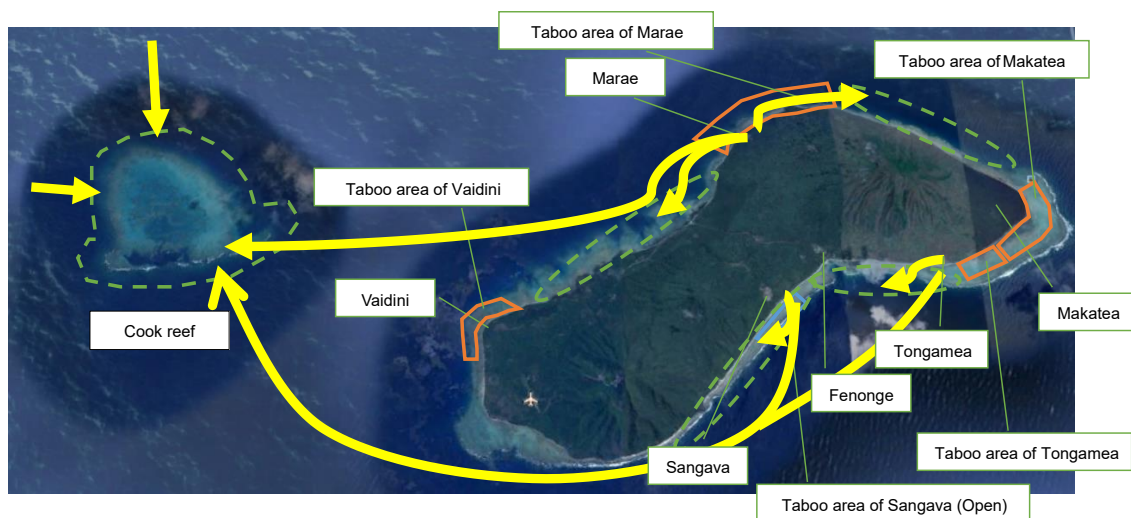 Taboo area of Marae
Marae
Taboo area of Makatea
Taboo area of Vaidini
Vaidini
Cook reef
Makatea
Tongamea
Fenonge
Sangava
Taboo area of Tongamea
Taboo area of Sangava (Open)